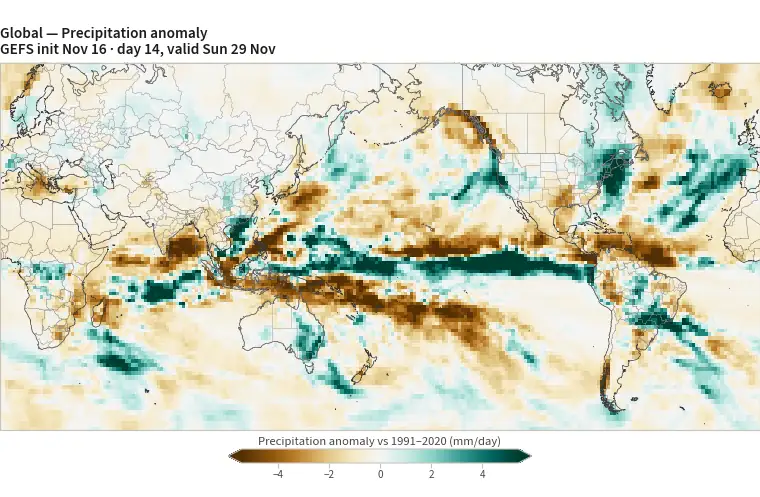 Global — Precipitation anomaly
GEFS init Nov 16 · day 14, valid Sun 29 Nov
Precipitation anomaly vs 1991–2020 (mm/day)
−4 −2 0 2 4